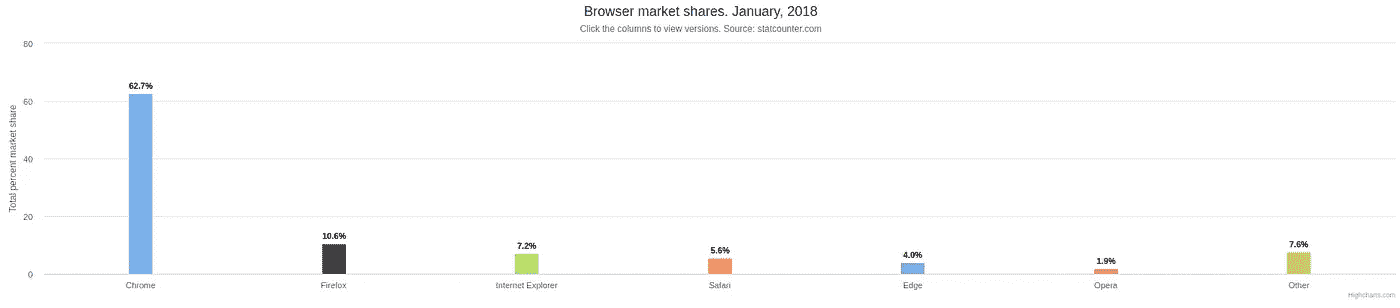 Browser market shares. January, 2018
Click the columns to view versions. Source: statcounter.com
Total percent market share
80
60
40
20
0
62.7%
10.6%
7.2%
5.6%
4.0%
1.9%
7.6%
Chrome
Firefox
Internet Explorer
Safari
Edge
Opera
Other
Highcharts.com